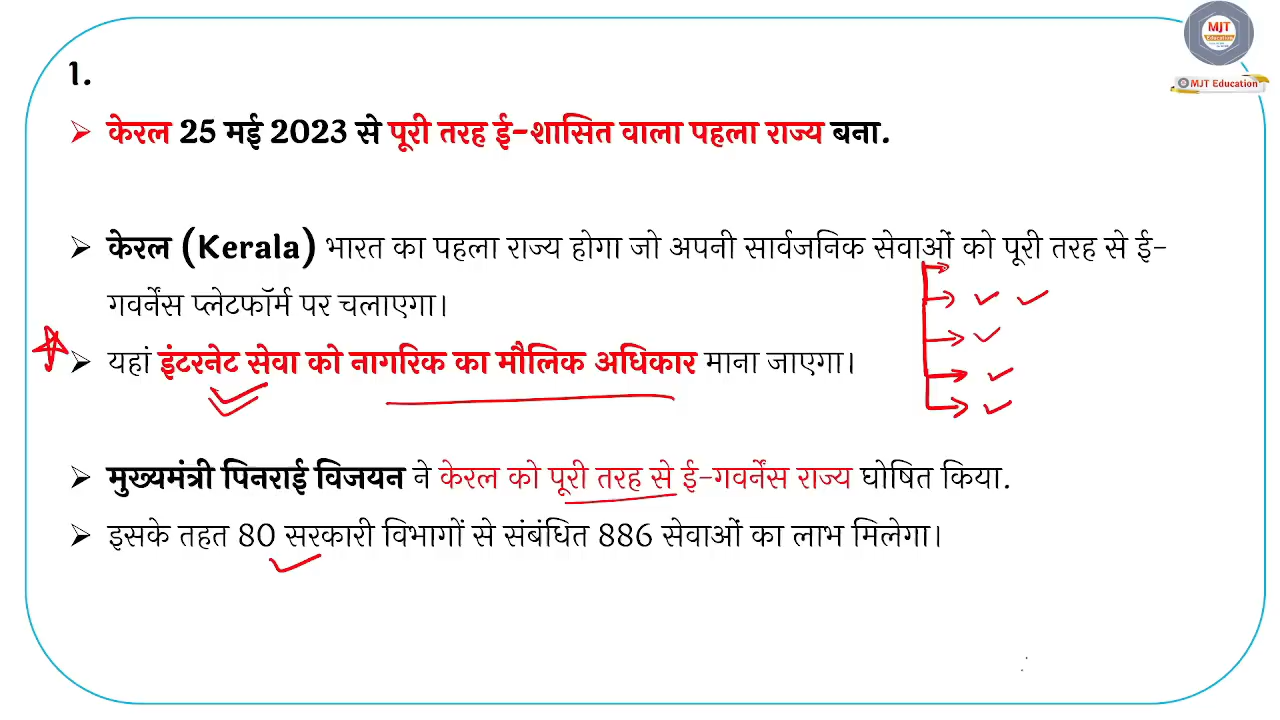 MJT
Education
MJT Education
1.
➢ केरल 25 मई 2023 से पूरी तरह ई-शासित वाला पहला राज्य बना.
➢ केरल (Kerala) भारत का पहला राज्य होगा जो अपनी सार्वजनिक सेवाओं को पूरी तरह से ई-
गवर्नेंस प्लेटफॉर्म पर चलाएगा।
➢ यहां इंटरनेट सेवा को नागरिक का मौलिक अधिकार माना जाएगा।
➢ मुख्यमंत्री पिनराई विजयन ने केरल को पूरी तरह से ई-गवर्नेंस राज्य घोषित किया.
➢ इसके तहत 80 सरकारी विभागों से संबंधित 886 सेवाओं का लाभ मिलेगा।